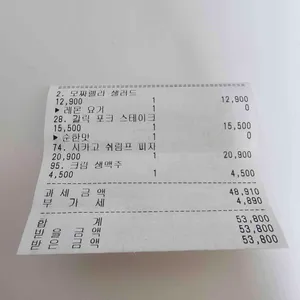 2. 모짜렐라 샐러드
12,900 1 12,900
▶레몬 요거 1 0
28. 갈릭 포크 스테이크
15,500 1 15,500
▶순한맛 1 0
74. 시카고 쉬림프 피자
20,900 1 20,900
95. 크림 생맥주
4,500 1 4,500
과 세 금 액 48,910
부 가 세 4,890
합 계 53,800
받 을 금 액 53,800
받 은 금 액 53,800